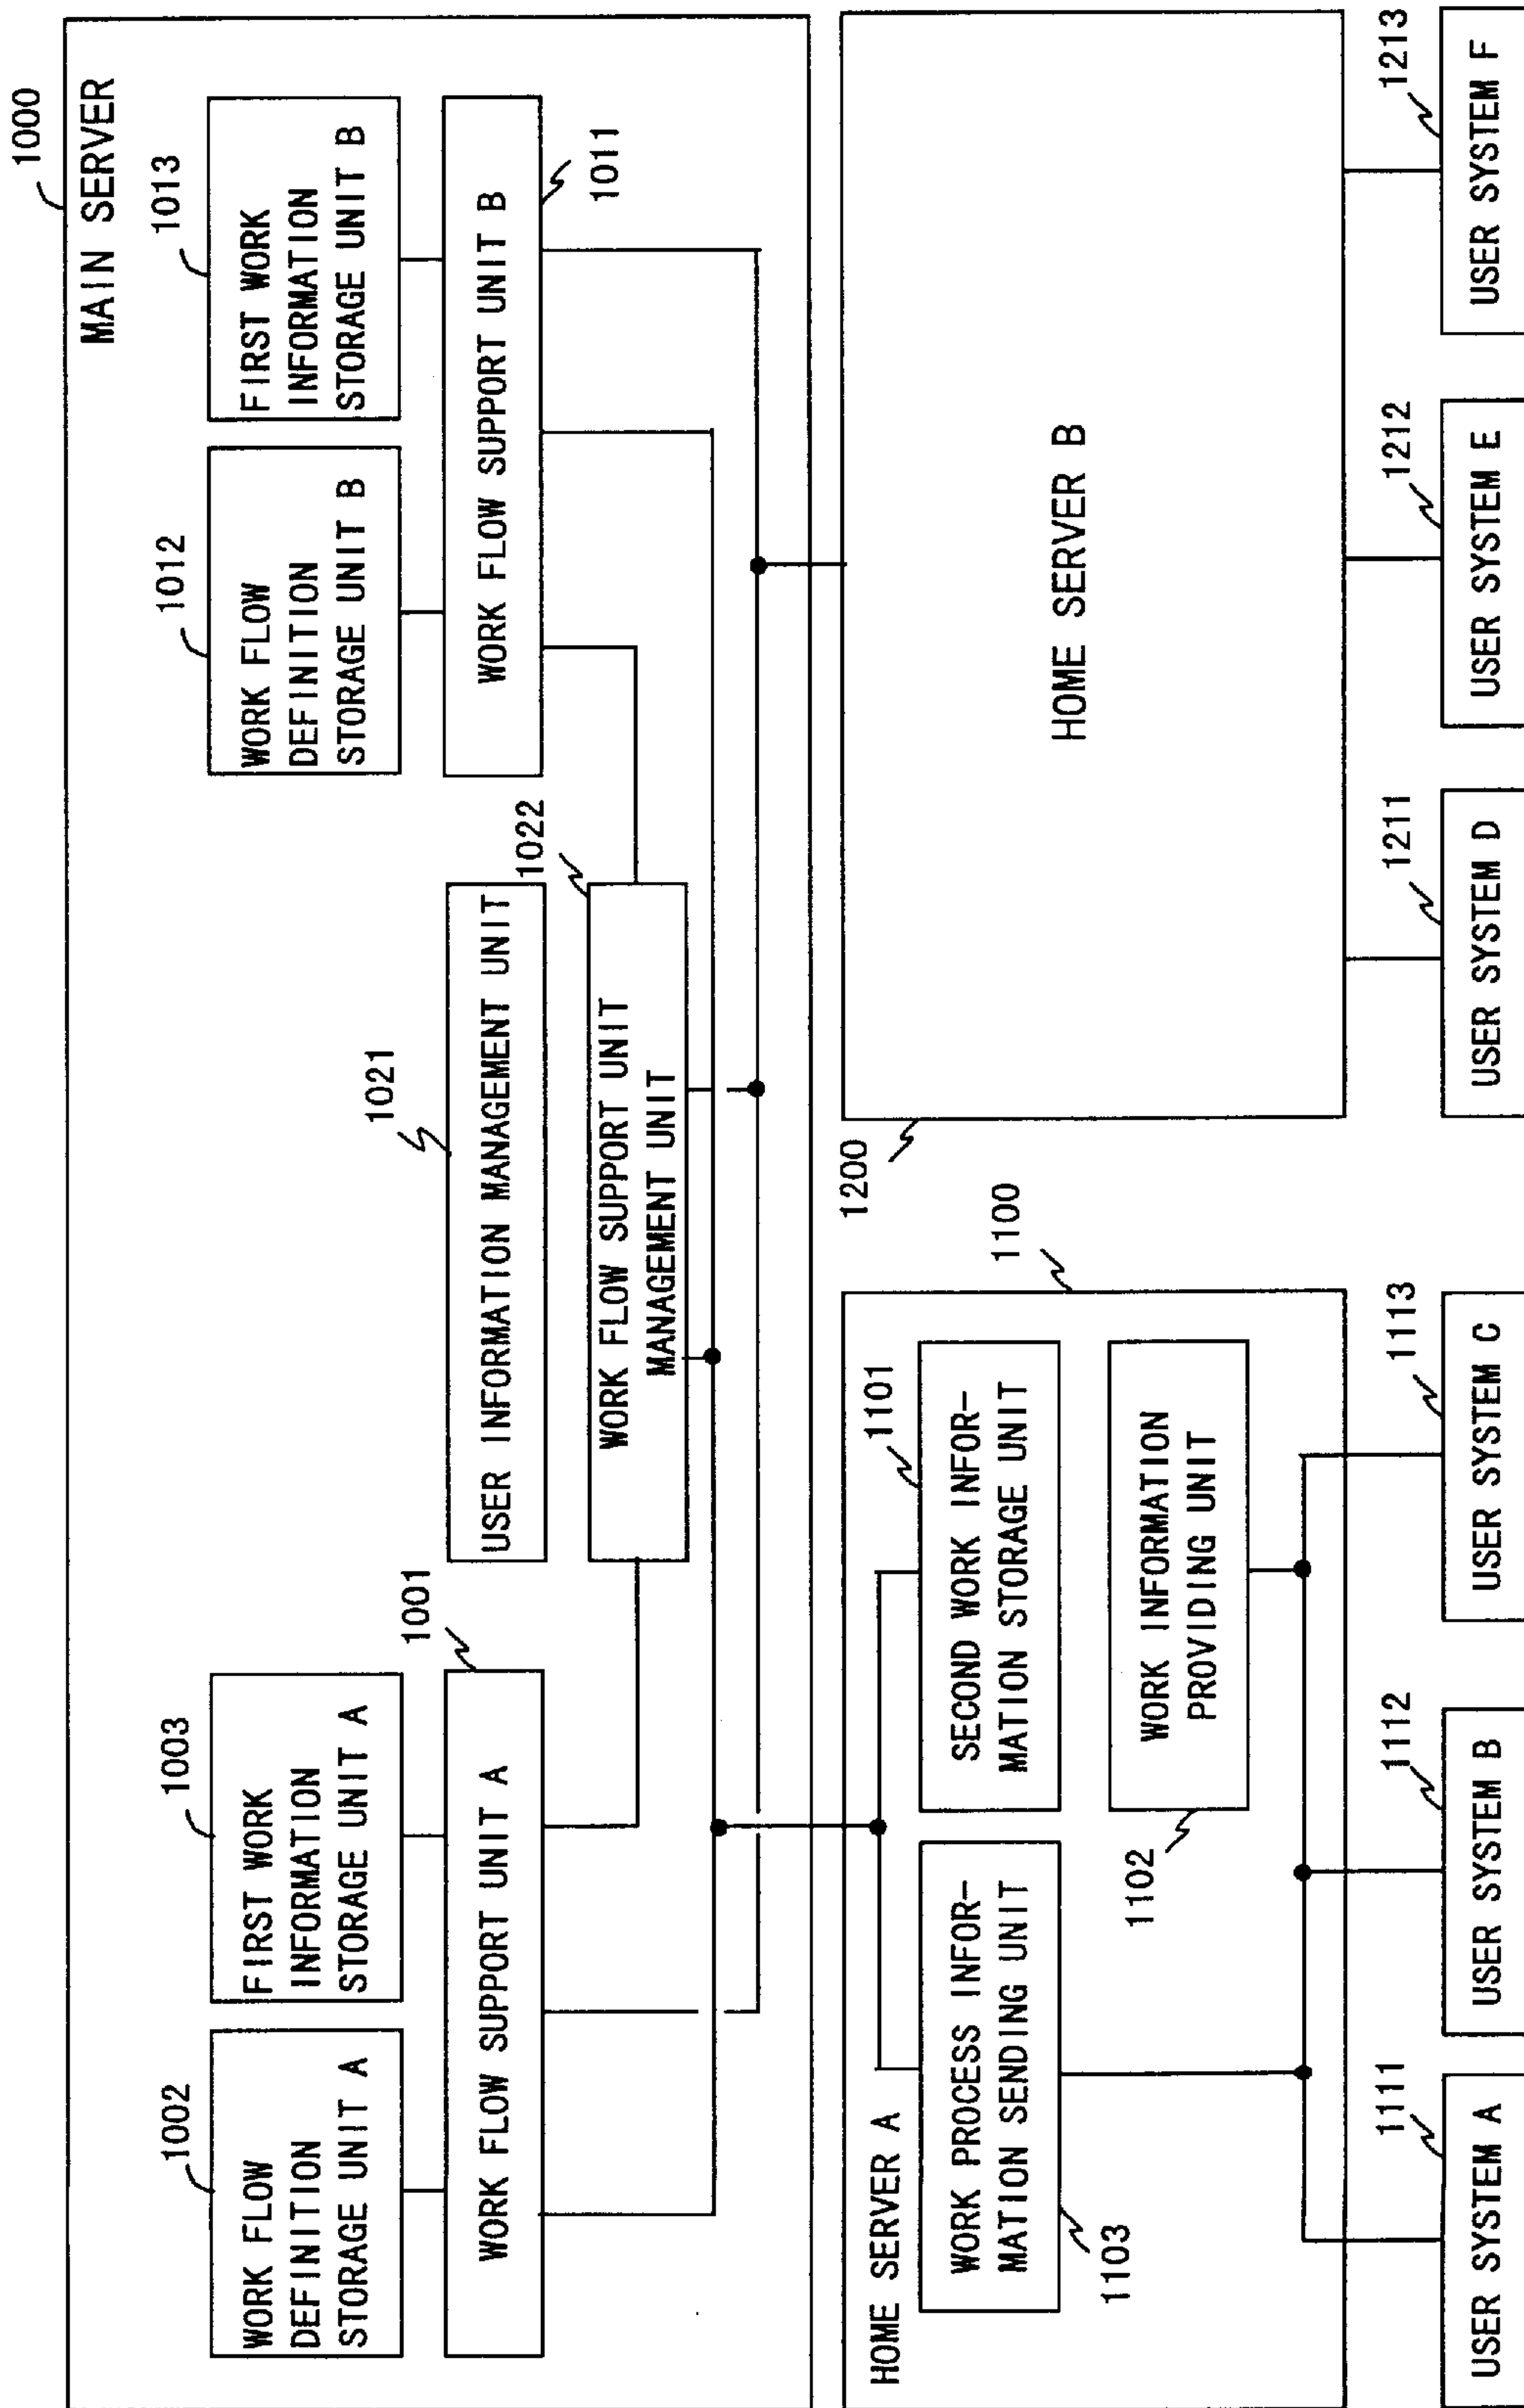 1000
MAIN SERVER
1002
WORK FLOW
DEFINITION
STORAGE UNIT A
1003
FIRST WORK
INFORMATION
STORAGE UNIT A
1012
WORK FLOW
DEFINITION
STORAGE UNIT B
1013
FIRST WORK
INFORMATION
STORAGE UNIT B
1001
WORK FLOW SUPPORT UNIT A
1021
USER INFORMATION MANAGEMENT UNIT
WORK FLOW SUPPORT UNIT B
1011
1022
WORK FLOW SUPPORT UNIT
MANAGEMENT UNIT
HOME SERVER A
1100
WORK PROCESS INFOR-
MATION SENDING UNIT
1103
1101
SECOND WORK INFOR-
MATION STORAGE UNIT
1102
WORK INFORMATION
PROVIDING UNIT
1200
HOME SERVER B
1111
USER SYSTEM A
1112
USER SYSTEM B
1113
USER SYSTEM C
1211
USER SYSTEM D
1212
USER SYSTEM E
1213
USER SYSTEM F